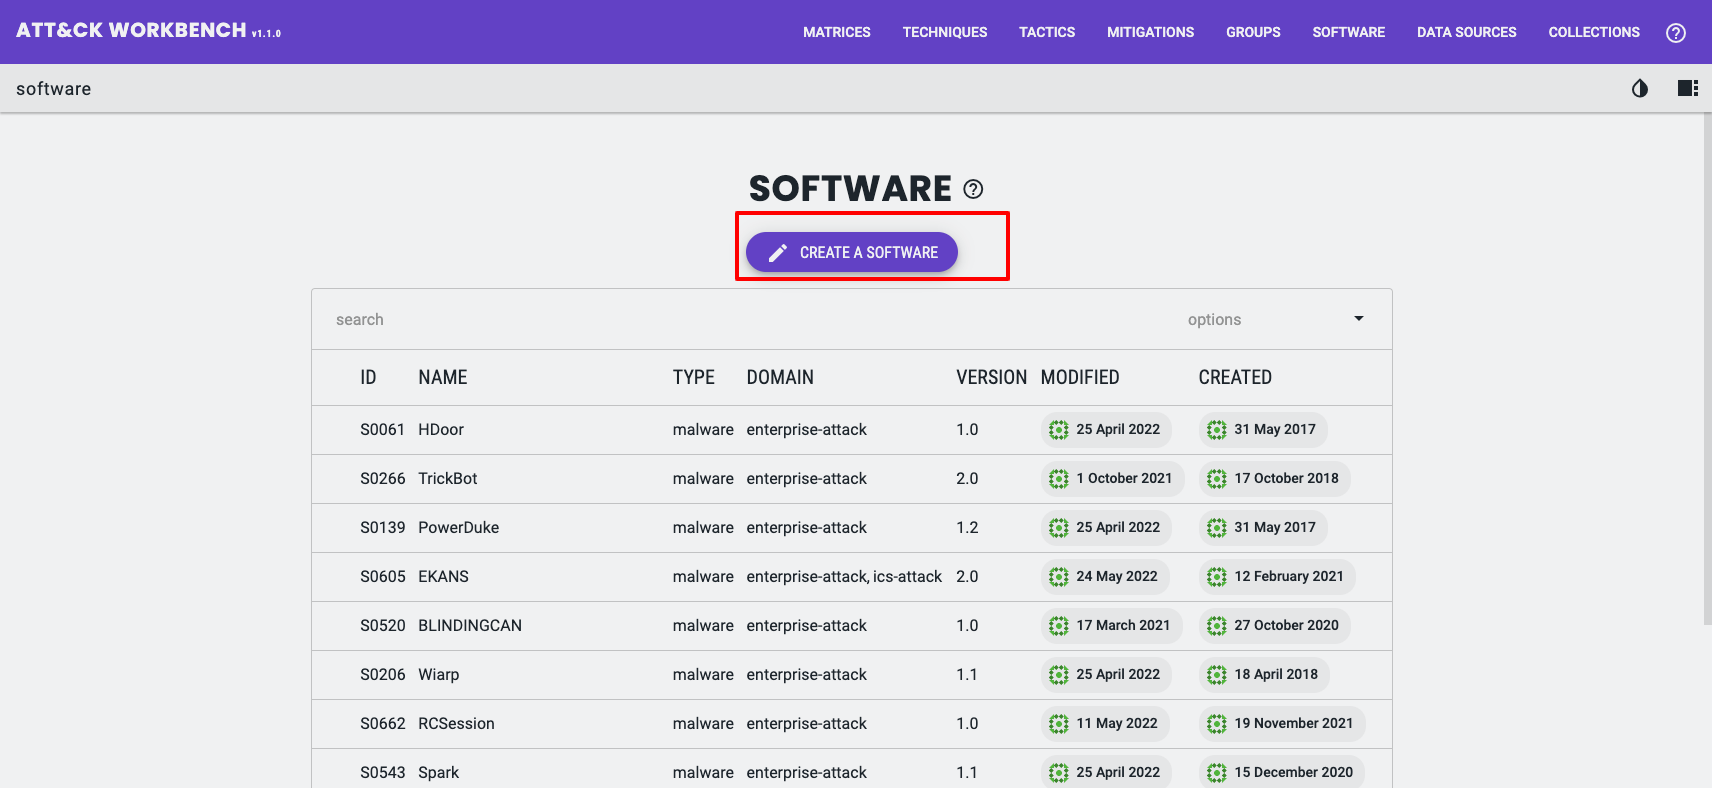 ATT&CK WORKBENCH v1.1.0 MATRICES TECHNIQUES TACTICS MITIGATIONS GROUPS SOFTWARE DATA SOURCES COLLECTIONS ?
software
SOFTWARE ?
CREATE A SOFTWARE
search options
ID NAME TYPE DOMAIN VERSION MODIFIED CREATED
S0061 HDoor malware enterprise-attack 1.0 25 April 2022 31 May 2017
S0266 TrickBot malware enterprise-attack 2.0 1 October 2021 17 October 2018
S0139 PowerDuke malware enterprise-attack 1.2 25 April 2022 31 May 2017
S0605 EKANS malware enterprise-attack, ics-attack 2.0 24 May 2022 12 February 2021
S0520 BLINDINGCAN malware enterprise-attack 1.0 17 March 2021 27 October 2020
S0206 Wiarp malware enterprise-attack 1.1 25 April 2022 18 April 2018
S0662 RCSession malware enterprise-attack 1.0 11 May 2022 19 November 2021
S0543 Spark malware enterprise-attack 1.1 25 April 2022 15 December 2020